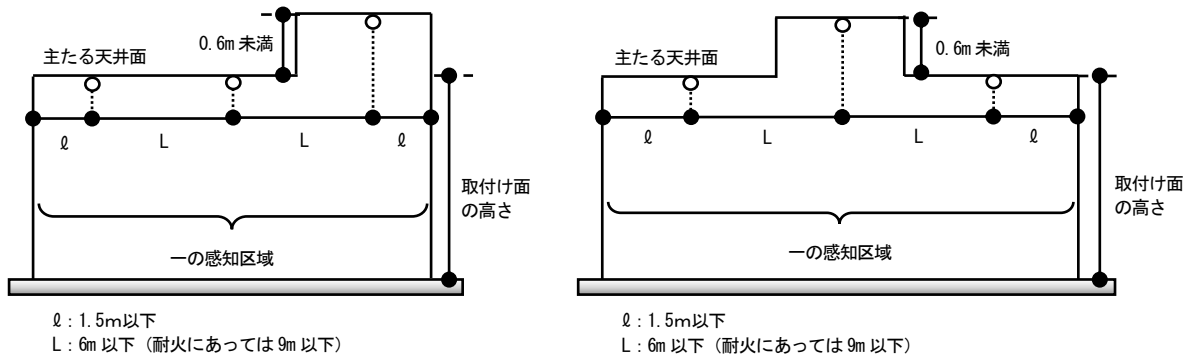 0.6m 未満
主たる天井面
ℓ
L
L
ℓ
取付け面
の高さ
一の感知区域
ℓ：1.5m以下
L：6m 以下（耐火にあっては 9m 以下）
0.6m 未満
主たる天井面
ℓ
L
L
ℓ
取付け面
の高さ
一の感知区域
ℓ：1.5m以下
L：6m 以下（耐火にあっては 9m 以下）